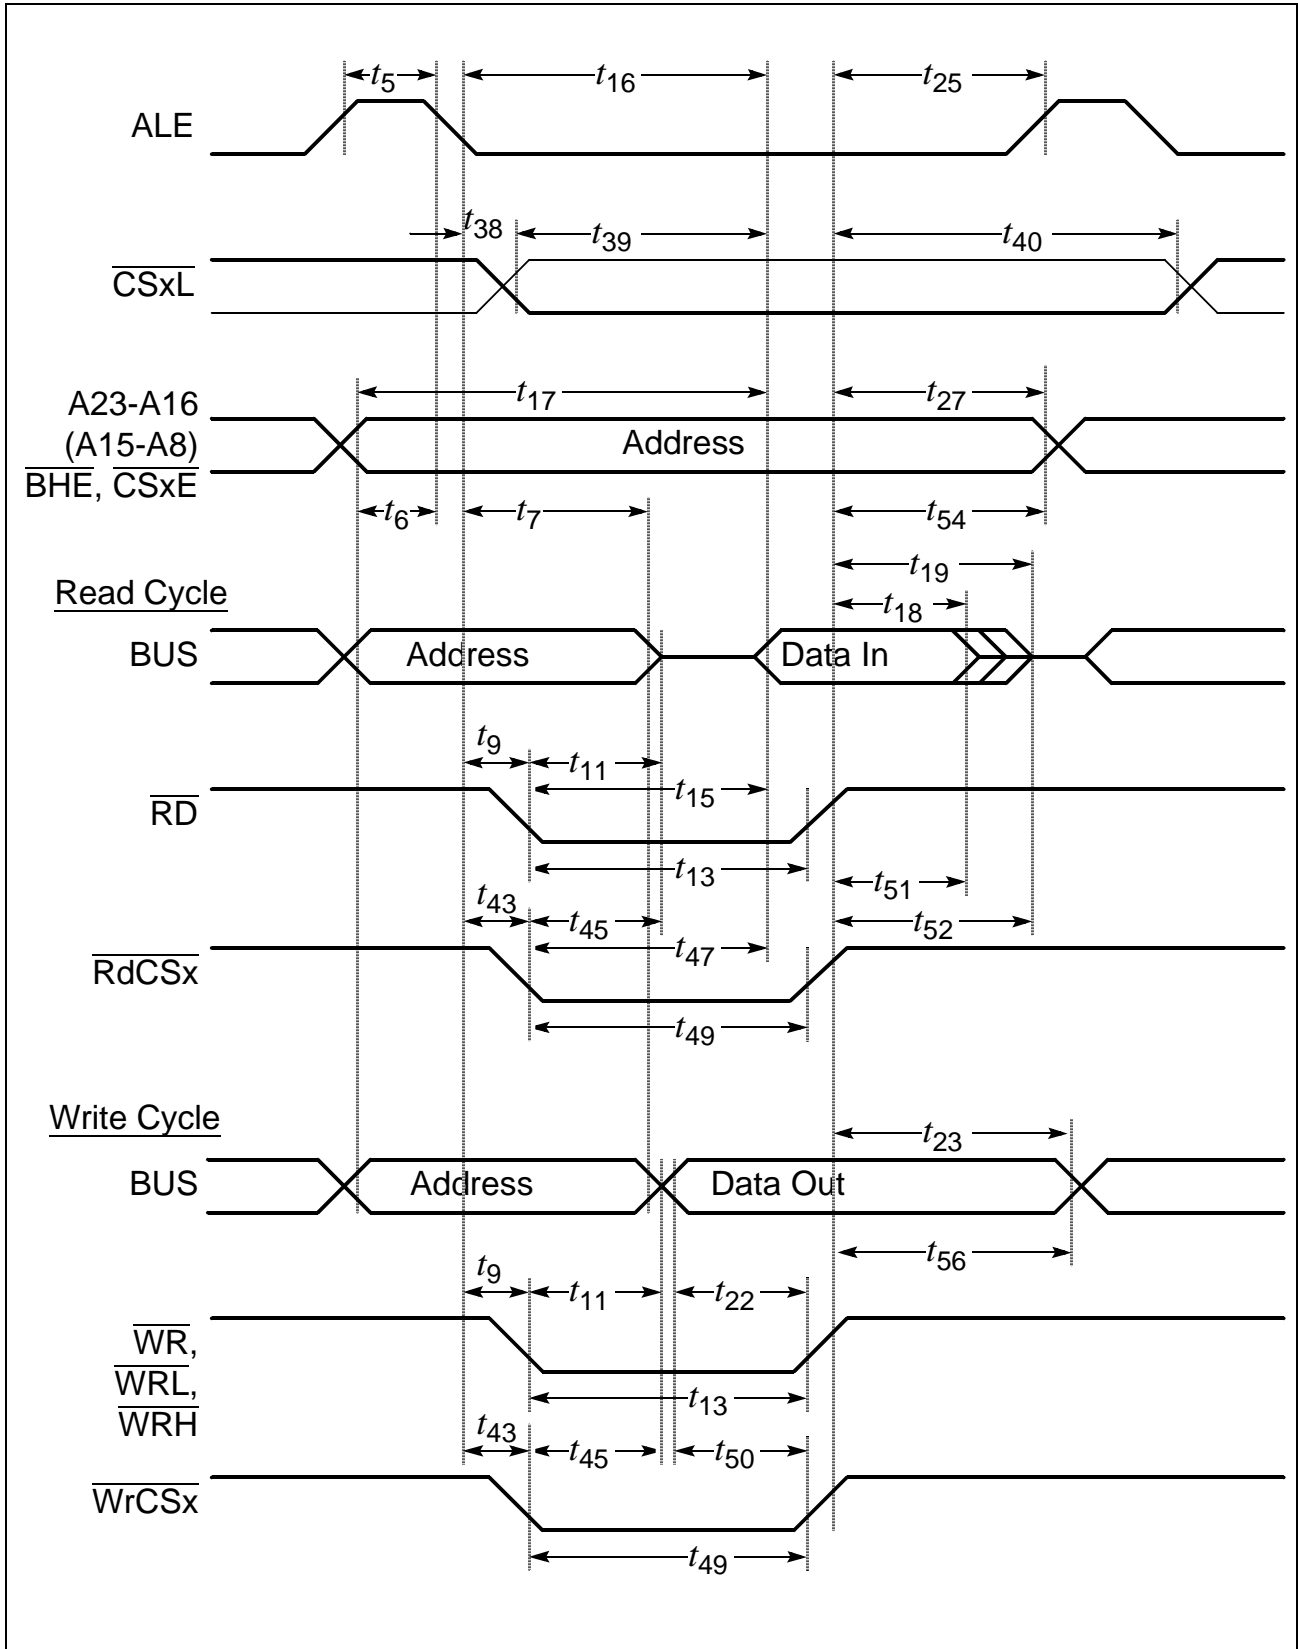 t5 t16 t25
ALE
t38 t39 t40
CSxL
t17 t27
A23-A16
(A15-A8)
Address
BHE, CSxE
t6 t7 t54
t19
Read Cycle
t18
BUS Address Data In
t9 t11
t15
RD
t13
t51
t43 t45 t52
t47
RdCSx
t49
Write Cycle
t23
BUS Address Data Out
t56
t9 t11 t22
WR,
WRL,
t13
WRH
t43 t45 t50
WrCSx
t49